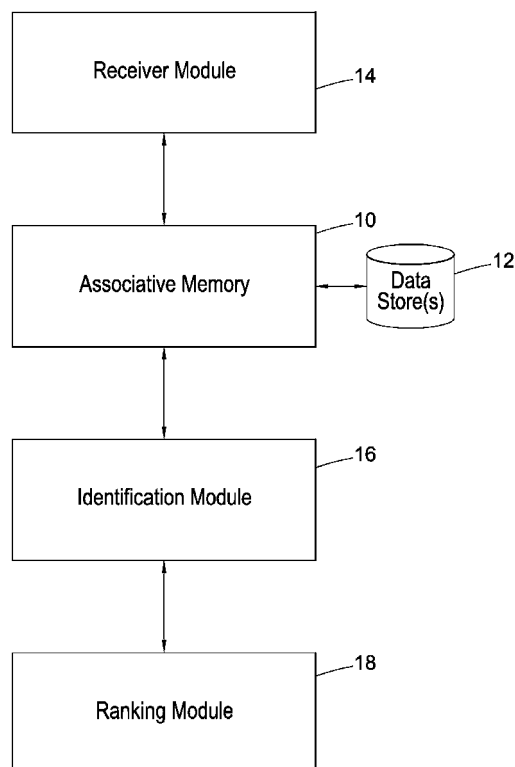 Receiver Module
14
10
Associative Memory
Data
Store(s)
12
16
Identification Module
18
Ranking Module